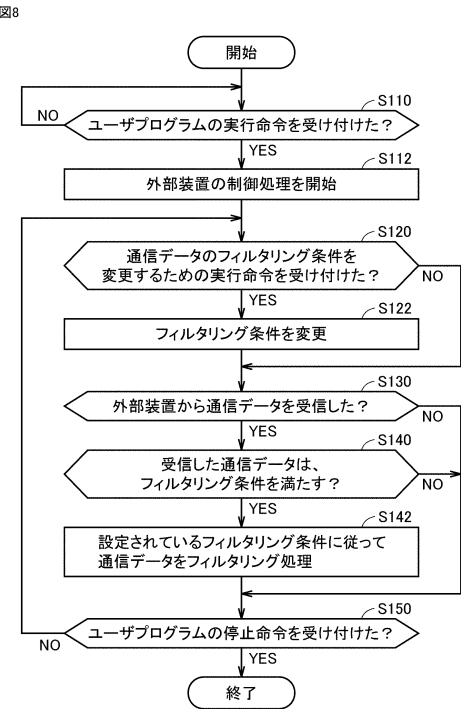 図8
開始
S110
ユーザプログラムの実行命令を受け付けた？
NO
YES
S112
外部装置の制御処理を開始
S120
通信データのフィルタリング条件を
変更するための実行命令を受け付けた？
NO
YES
S122
フィルタリング条件を変更
S130
外部装置から通信データを受信した？
NO
YES
S140
受信した通信データは、
フィルタリング条件を満たす？
NO
YES
S142
設定されているフィルタリング条件に従って
通信データをフィルタリング処理
S150
ユーザプログラムの停止命令を受け付けた？
NO
YES
終了